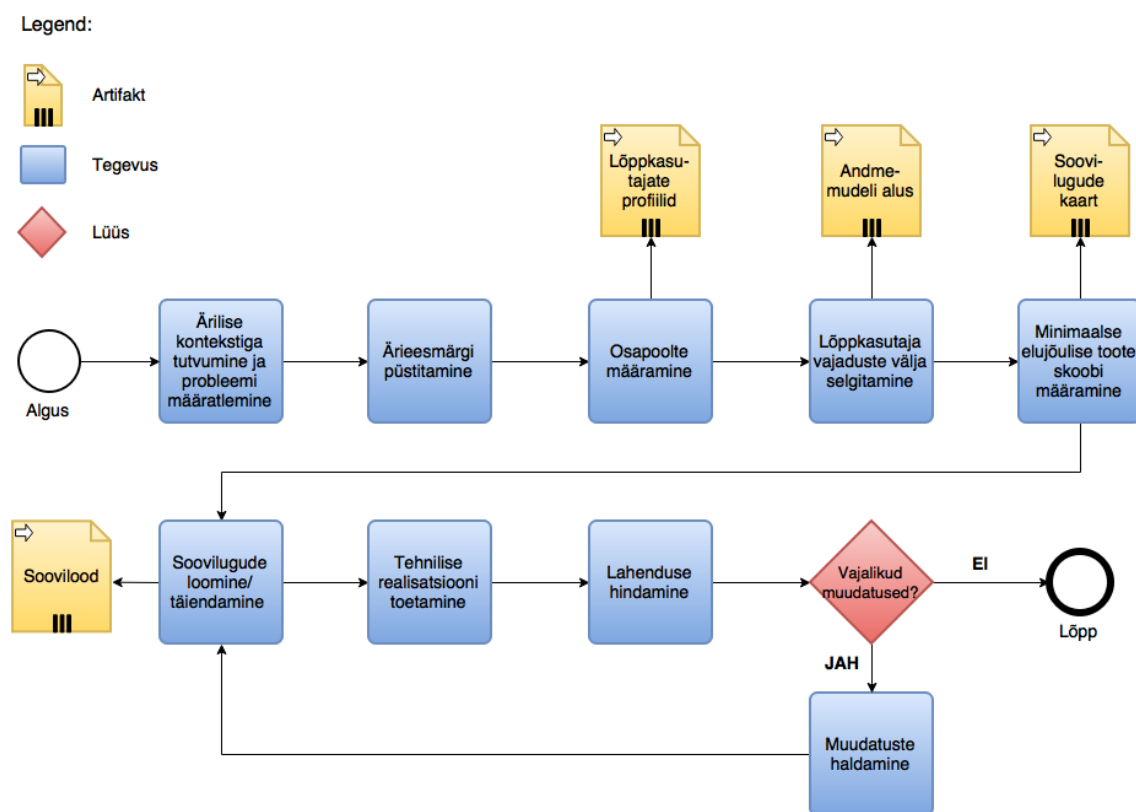 Legend:
Artifakt
Tegevus
Lüüs
Lõppkasu-
tajate
profiilid
Andme-
mudeli alus
Soovi-
lugude
kaart
Algus
Ärilise
kontekstiga
tutvumine ja
probleemi
määratlemine
Ärieesmärgi
püstitamine
Osapoolte
määramine
Lõppkasutaja
vajaduste välja
selgitamine
Minimaalse
elujõulise toote
skoobi
määramine
Soovilood
Soovilugude
loomine/
täiendamine
Tehnilise
realisatsiooni
toetamine
Lahenduse
hindamine
Vajalikud
muudatused?
EI
Lõpp
JAH
Muudatuste
haldamine